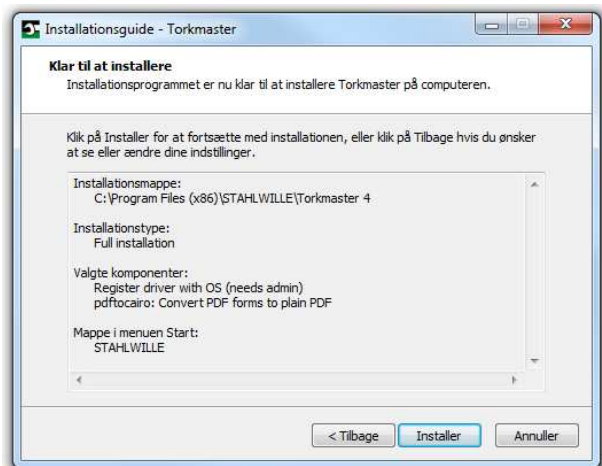 Installationsguide - Torkmaster
Klar til at installere
Installationsprogrammet er nu klar til at installere Torkmaster på computeren.
Klik på Installer for at fortsætte med installationen, eller klik på Tilbage hvis du ønsker
at se eller ændre dine indstillinger.
Installationsmappe:
C:\Program Files (x86)\STAHLWILLE\Torkmaster 4
Installationstype:
Full installation
Valgte komponenter:
Register driver with OS (needs admin)
pdftocairo: Convert PDF forms to plain PDF
Mappe i menuen Start:
STAHLWILLE
< Tilbage
Installer
Annuller